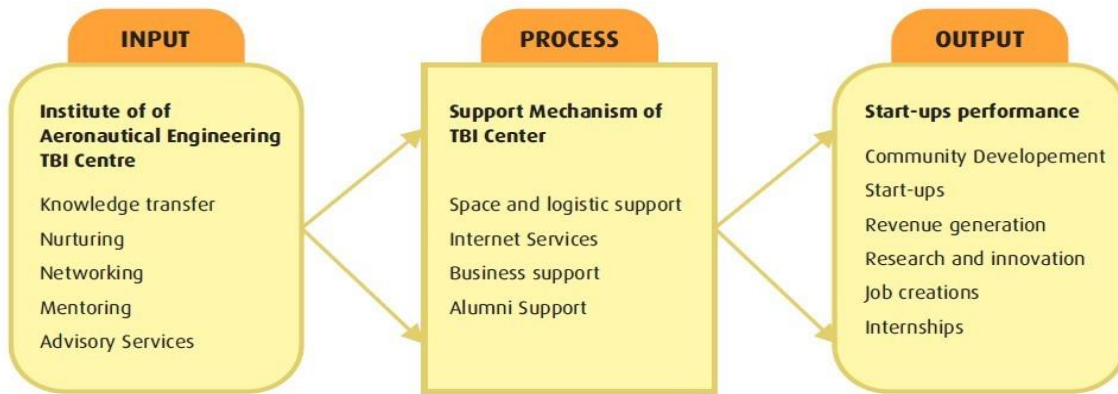 INPUT
Institute of of
Aeronautical Engineering
TBI Centre
Knowledge transfer
Nurturing
Networking
Mentoring
Advisory Services
PROCESS
Support Mechanism of
TBI Center
Space and logistic support
Internet Services
Business support
Alumni Support
OUTPUT
Start-ups performance
Community Developement
Start-ups
Revenue generation
Research and innovation
Job creations
Internships